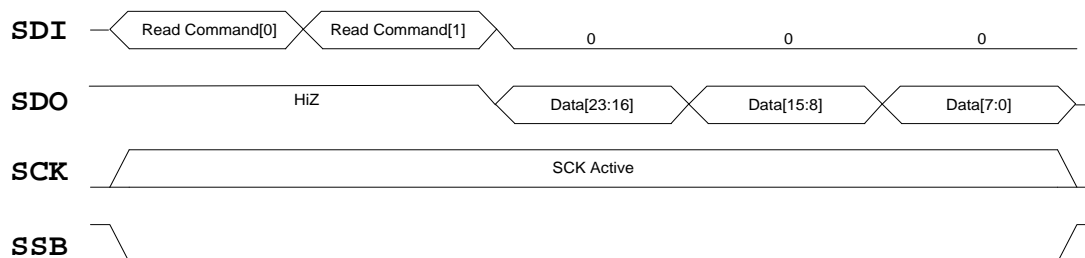 SDI Read Command[0] Read Command[1] 0 0 0
SDO HiZ Data[23:16] Data[15:8] Data[7:0]
SCK SCK Active
SSB